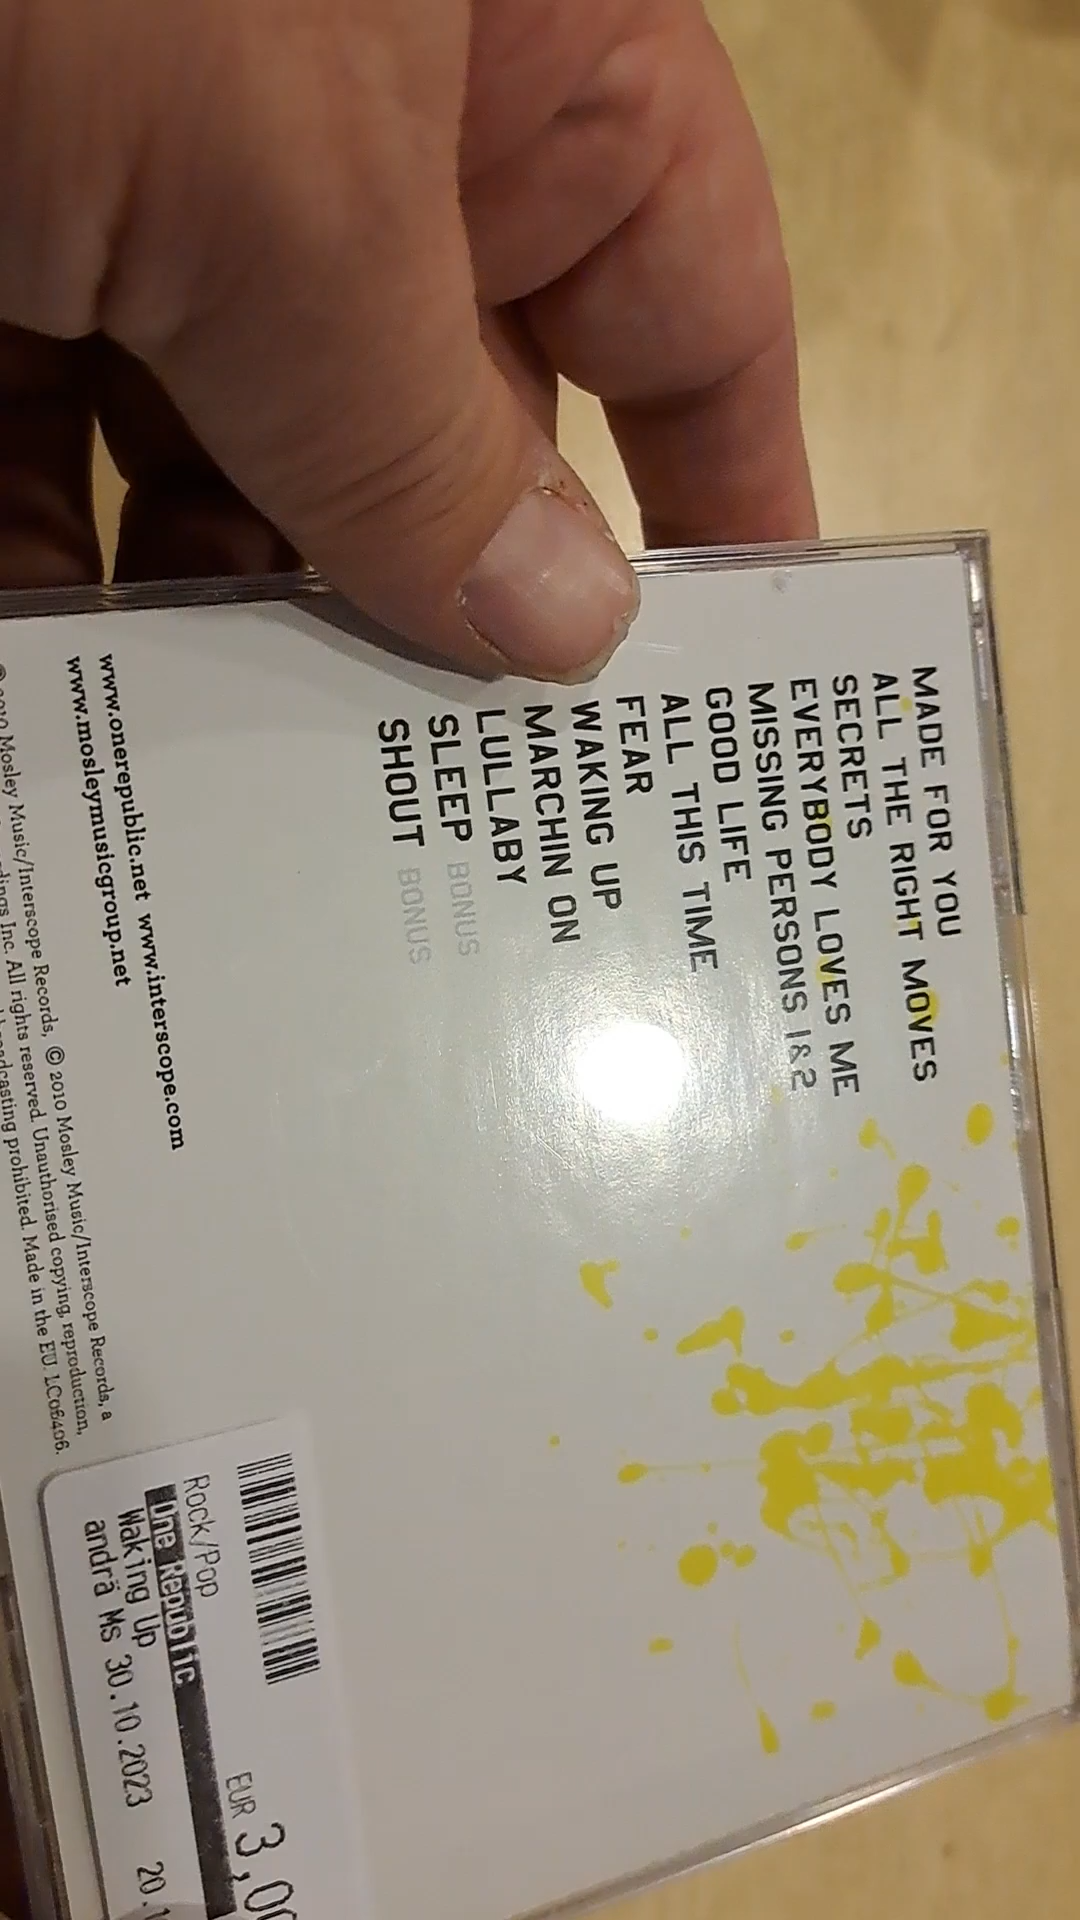 MADE FOR YOU
ALL THE RIGHT MOVES
SECRETS
EVERYBODY LOVES ME
MISSING PERSONS 1&2
GOOD LIFE
ALL THIS TIME
FEAR
WAKING UP
MARCHIN ON
LULLABY
SLEEP BONUS
SHOUT BONUS
www.onerepublic.net www.interscope.com
www.mosleymusicgroup.net
2010 Mosley Music/Interscope Records, © 2010 Mosley Music/Interscope Records, a
Inc. All rights reserved. Unauthorised copying, reproduction,
prohibited. Made in the EU. LC06406.
Rock/Pop
EUR 3,00
One Republic
Waking Up
andrä MS 30.10.2023